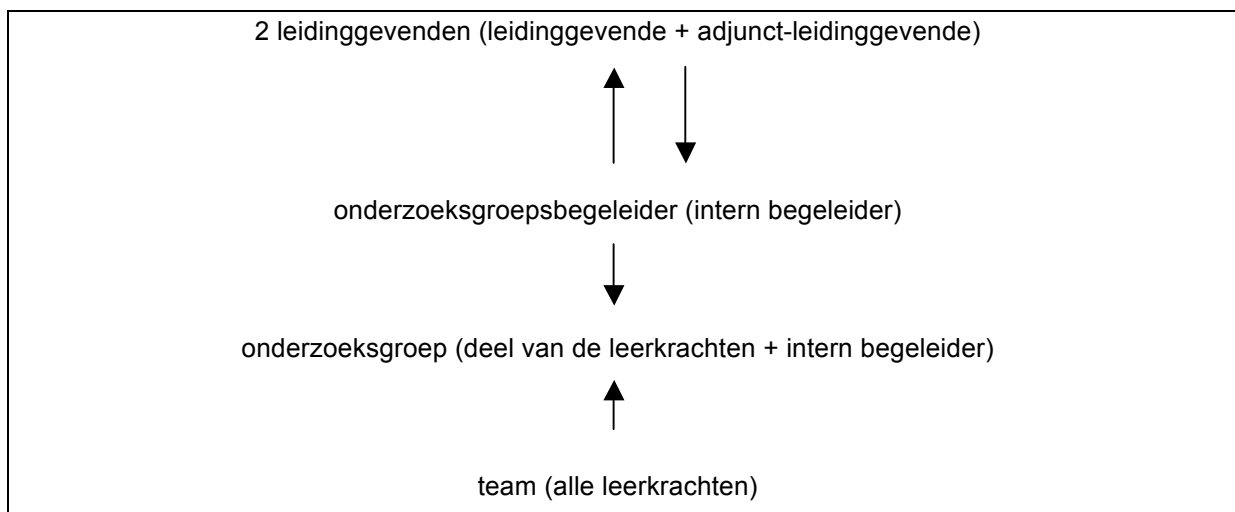 2 leidinggevenden (leidinggevende + adjunct-leidinggevende)
onderzoeksgroepsbegeleider (intern begeleider)
onderzoeksgroep (deel van de leerkrachten + intern begeleider)
team (alle leerkrachten)